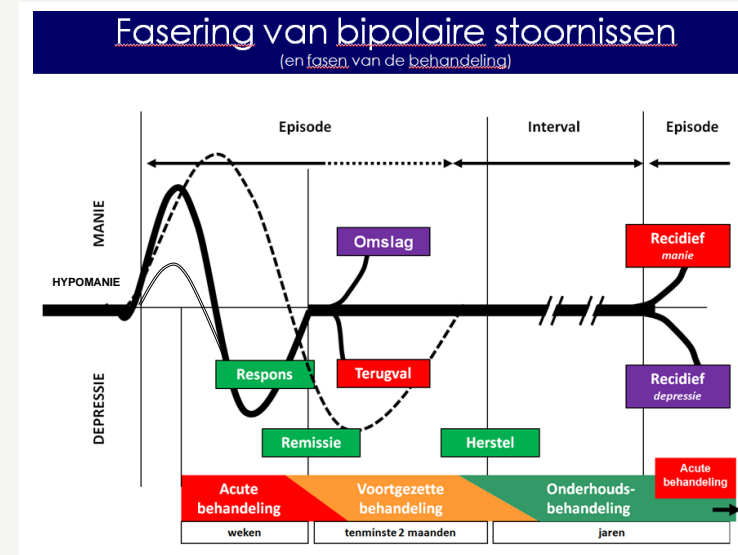 Fasering van bipolaire stoornissen
(en fasen van de behandeling)
Episode
Interval
Episode
MANIE
HYPOMANIE
DEPRESSIE
Omslag
Recidief
manie
Respons
Terugval
Recidief
depressie
Remissie
Herstel
Acute
behandeling
Voortgezette
behandeling
Onderhouds-
behandeling
Acute
behandeling
weken
tenminste 2 maanden
jaren